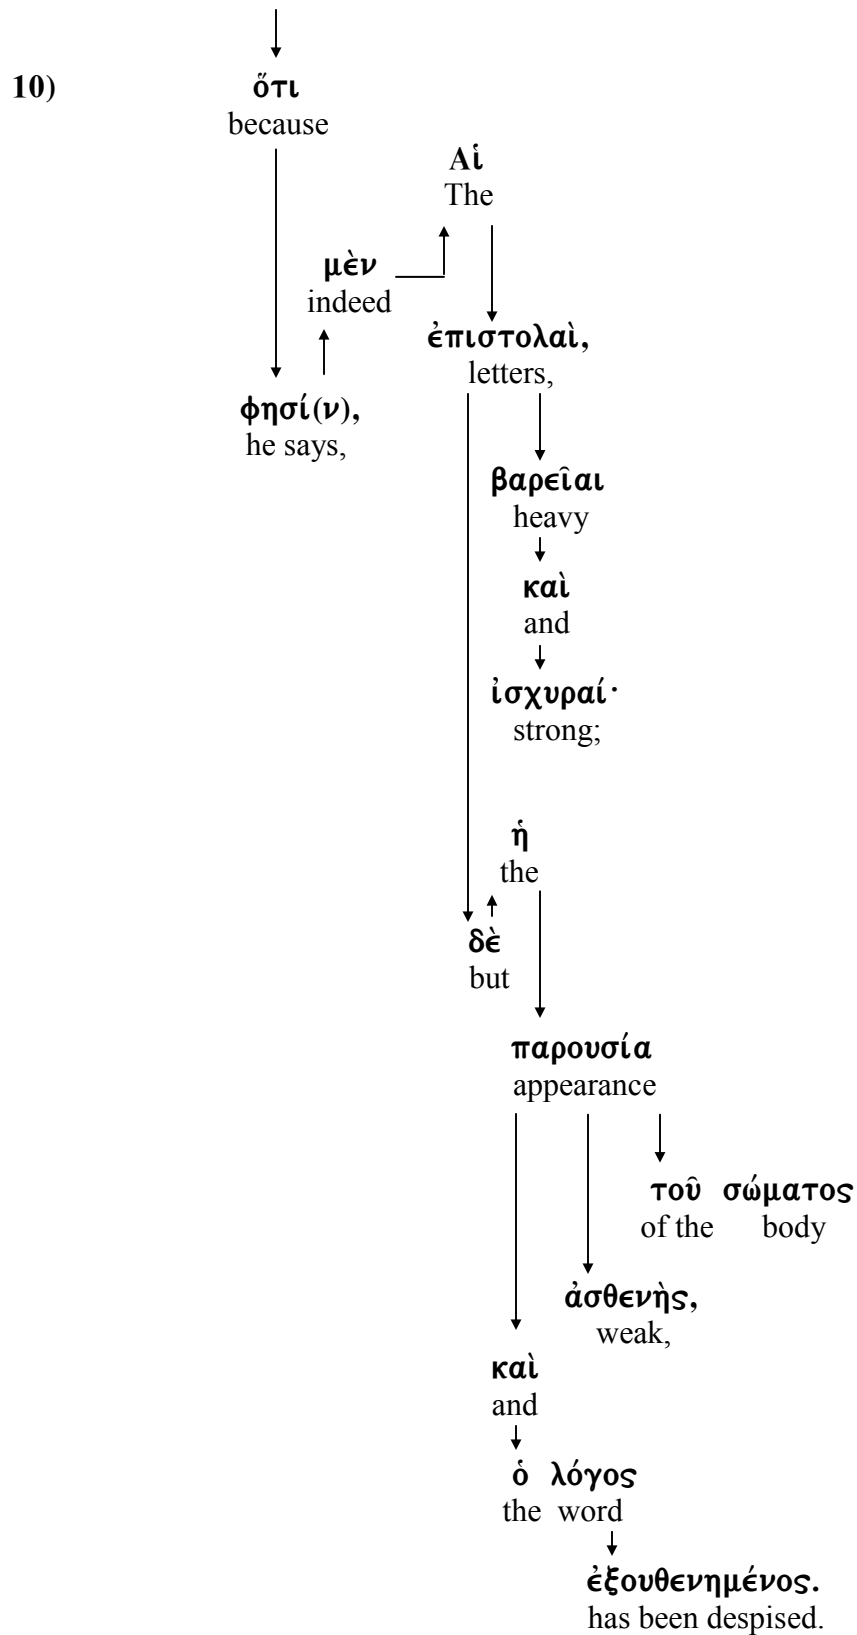 10)
ὅτι
because
Αἱ
The
μὲν
indeed
ἐπιστολαὶ,
letters,
φησί(ν),
he says,
βαρεῖαι
heavy
καὶ
and
ἰσχυραί·
strong;
ἡ
the
δὲ
but
παρουσία
appearance
τοῦ σώματος
of the body
ἀσθενὴς,
weak,
καὶ
and
ὁ λόγος
the word
ἐξουθενημένος.
has been despised.